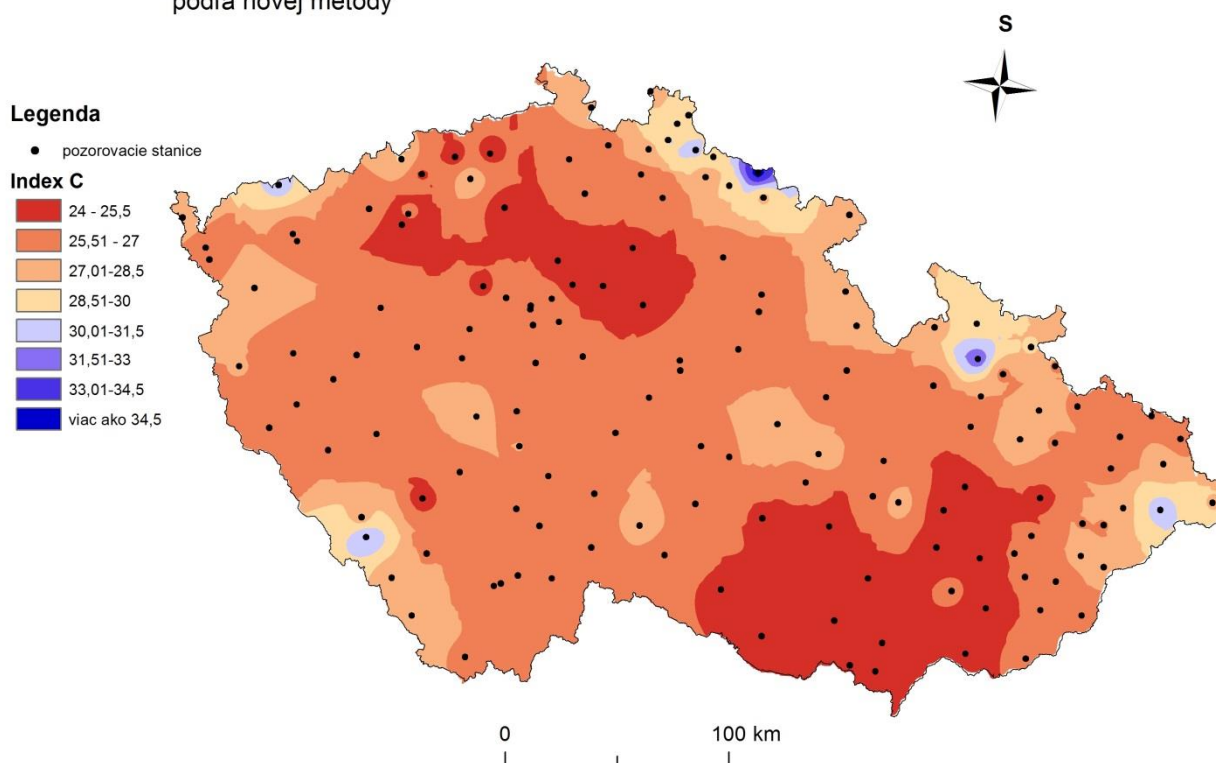 podľa novej metódy
S
Legenda
pozorovacie stanice
Index C
24 - 25,5
25,51 - 27
27,01-28,5
28,51-30
30,01-31,5
31,51-33
33,01-34,5
viac ako 34,5
0 100 km